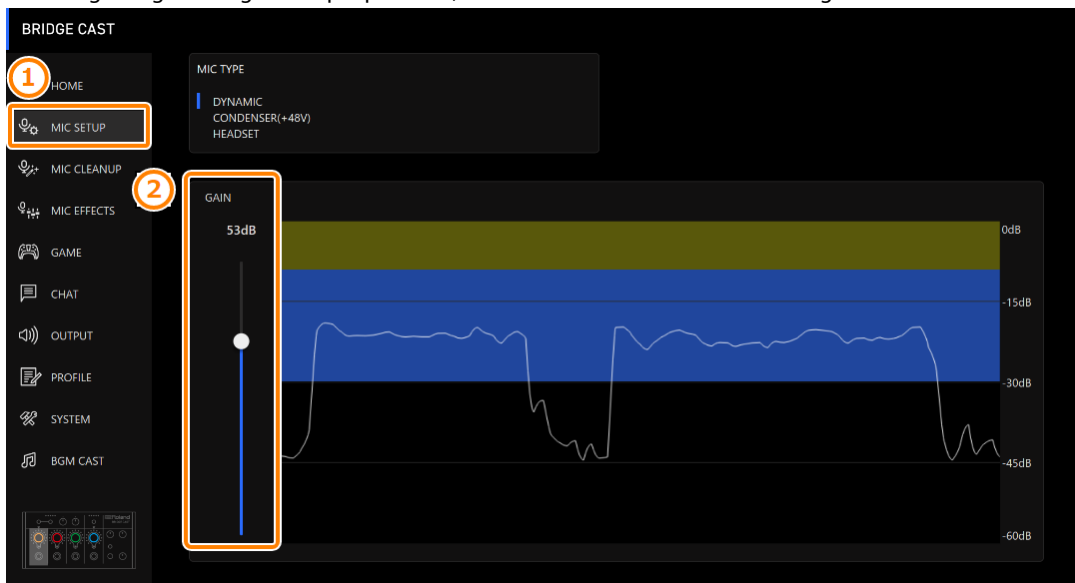 BRIDGE CAST
1
HOME
MIC SETUP
MIC CLEANUP
MIC EFFECTS
GAME
CHAT
OUTPUT
PROFILE
SYSTEM
BGM CAST
Roland
MIC TYPE
DYNAMIC
CONDENSER(+48V)
HEADSET
2
GAIN
53dB
0dB
-15dB
-30dB
-45dB
-60dB